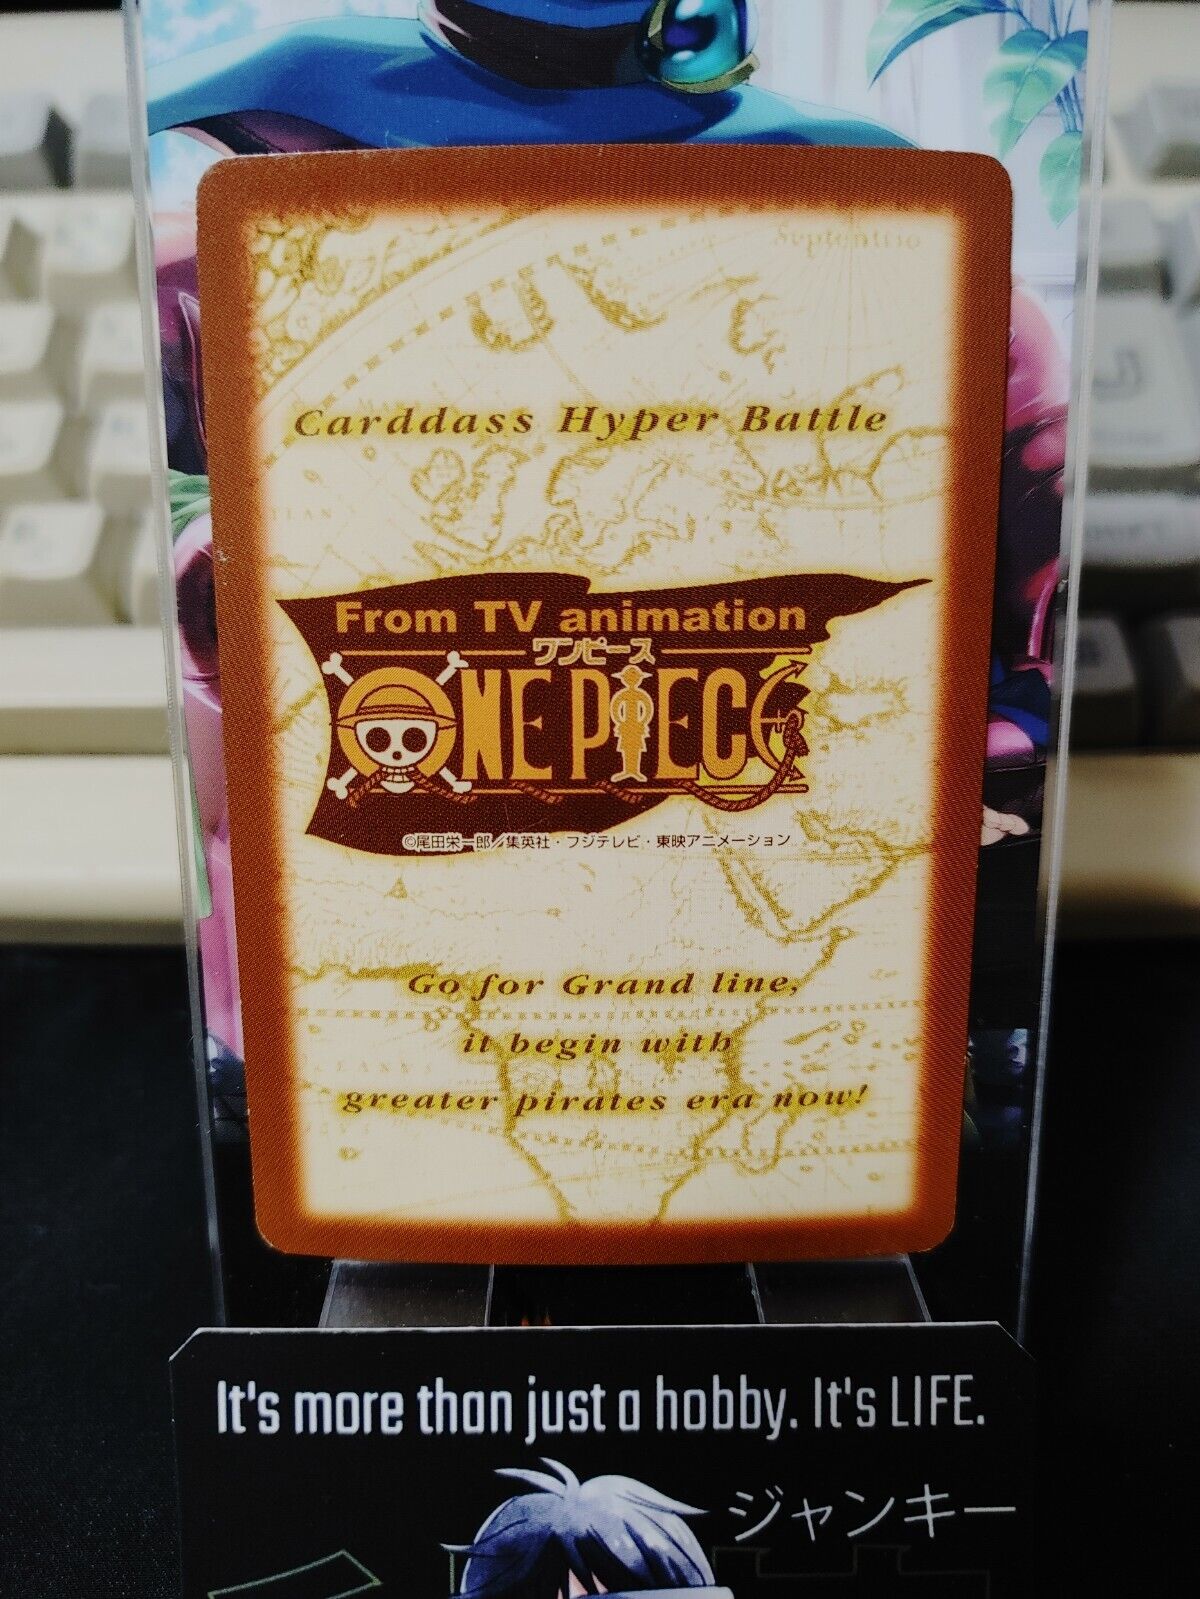 Septentrio
Carddass Hyper Battle
From TV animation
ワンピース
ONE PIECE
©尾田栄一郎／集英社・フジテレビ・東映アニメーション
Go for Grand line,
it begin with
greater pirates era now!
It's more than just a hobby. It's LIFE.
ジャンキー